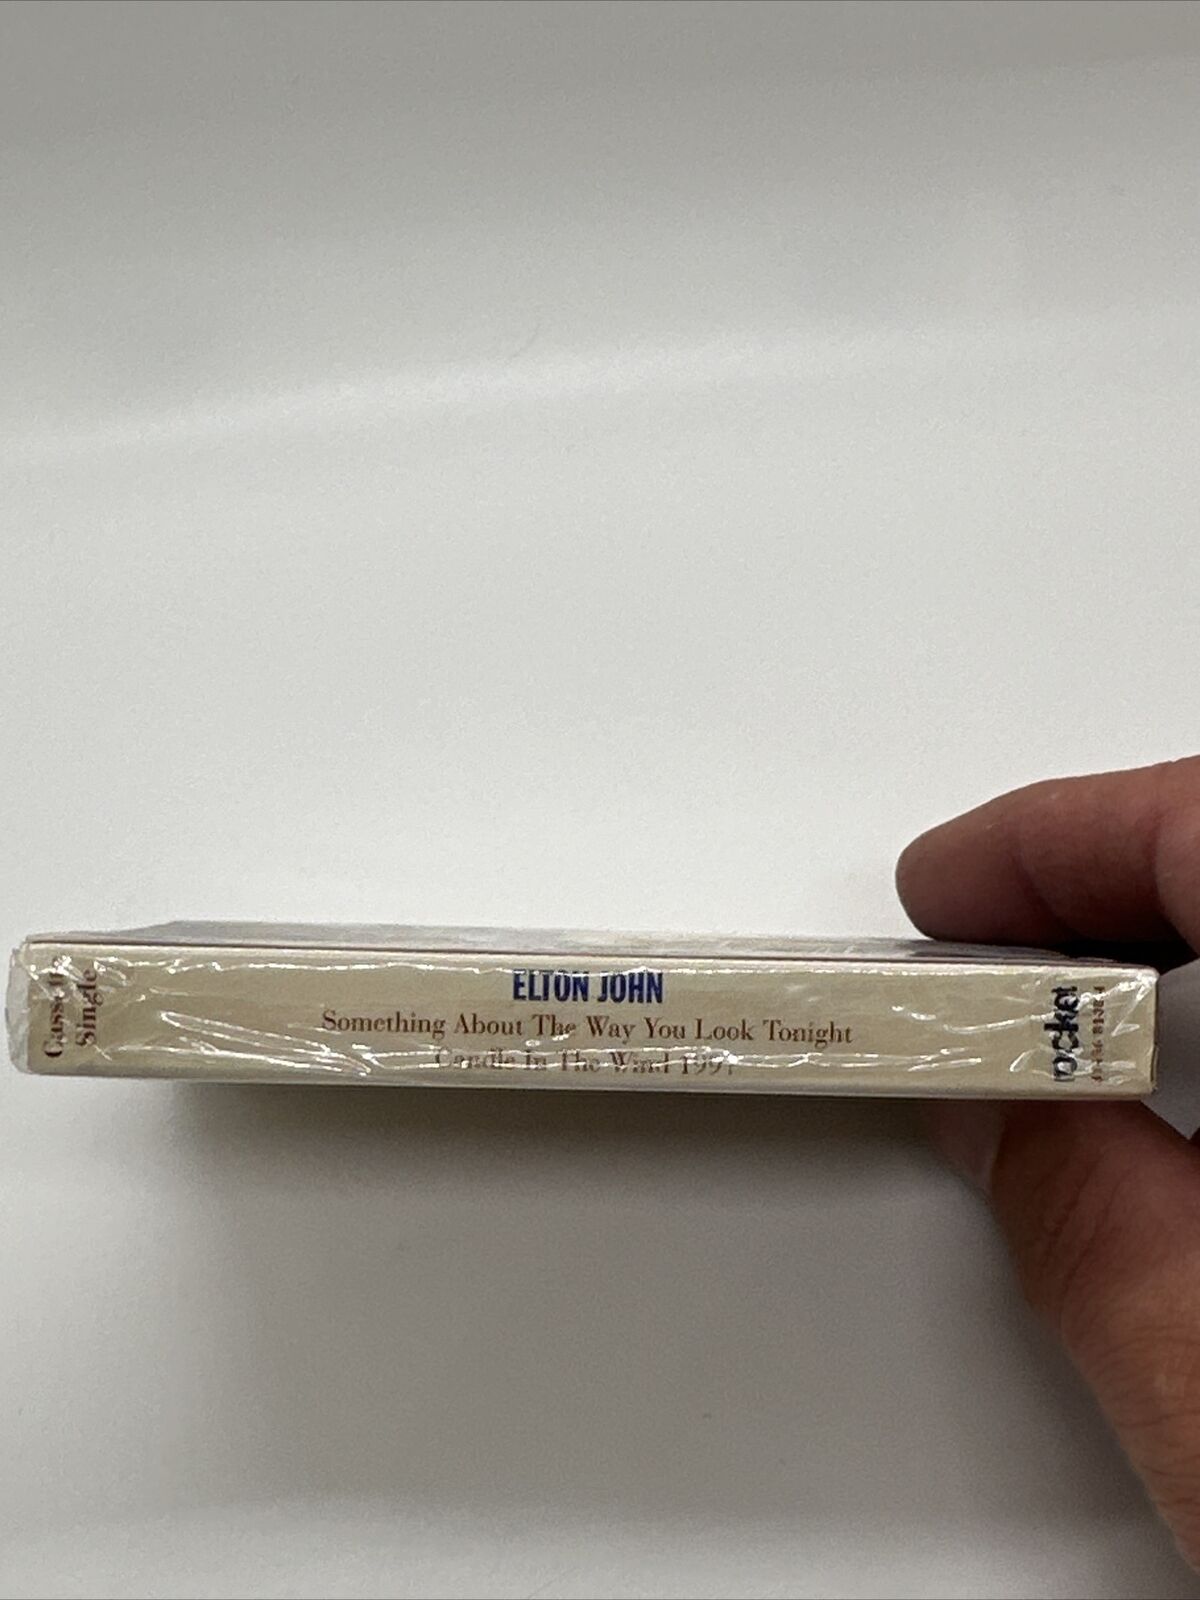 Cassette
Single
ELTON JOHN
Something About The Way You Look Tonight
Candle In The Wind 1997
rocket